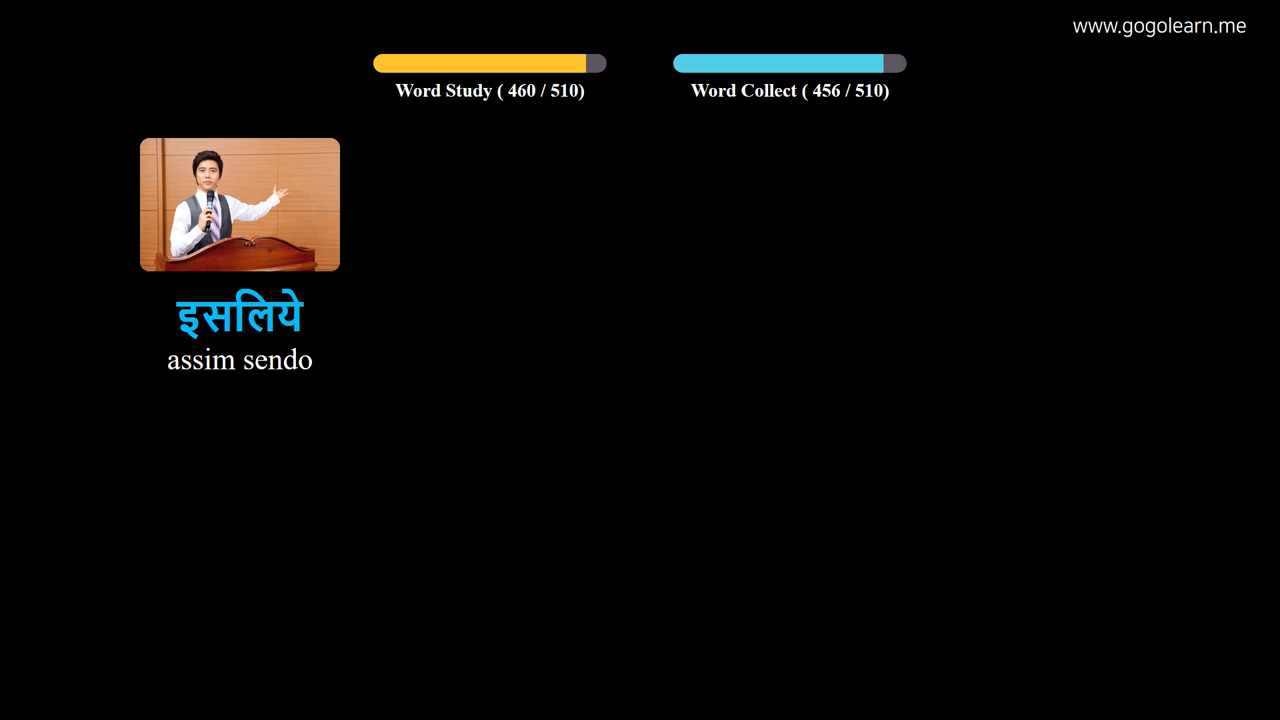 www.gogolearn.me
Word Study ( 460 / 510)
Word Collect ( 456 / 510)
इसलिये
assim sendo